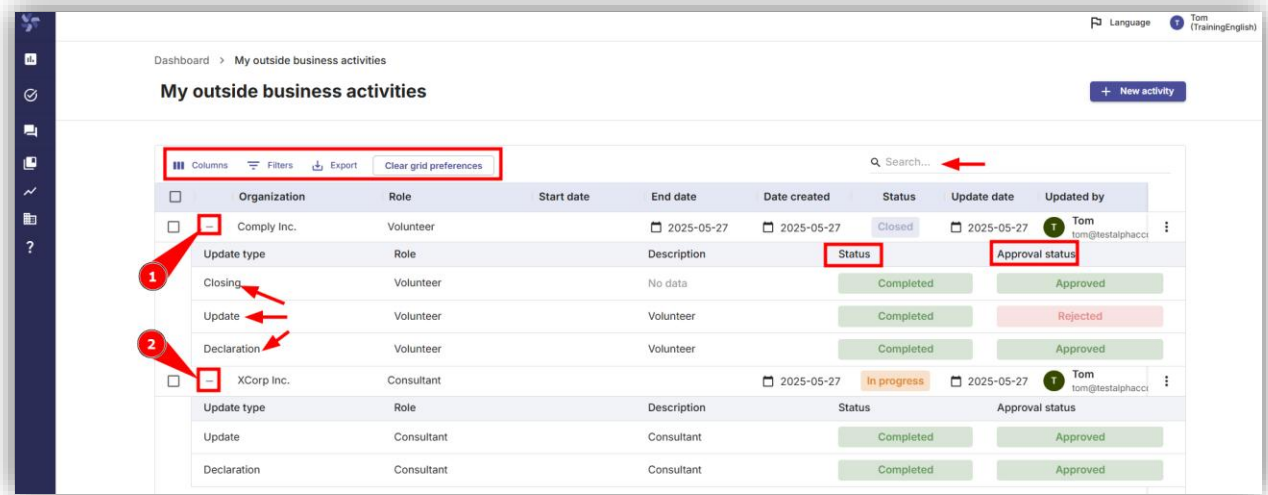 Language
T
Tom
(TrainingEnglish)
Dashboard > My outside business activities
My outside business activities
+ New activity
Columns Filters Export Clear grid preferences
Search...
Organization Role Start date End date Date created Status Update date Updated by
Comply Inc. Volunteer 2025-05-27 2025-05-27 Closed 2025-05-27 T Tom
tom@testalphacc
Update type Role Description Status Approval status
1
Closing Volunteer No data Completed Approved
Update Volunteer Volunteer Completed Rejected
2
Declaration Volunteer Volunteer Completed Approved
XCorp Inc. Consultant 2025-05-27 In progress 2025-05-27 T Tom
tom@testalphacc
Update type Role Description Status Approval status
Update Consultant Consultant Completed Approved
Declaration Consultant Consultant Completed Approved
?